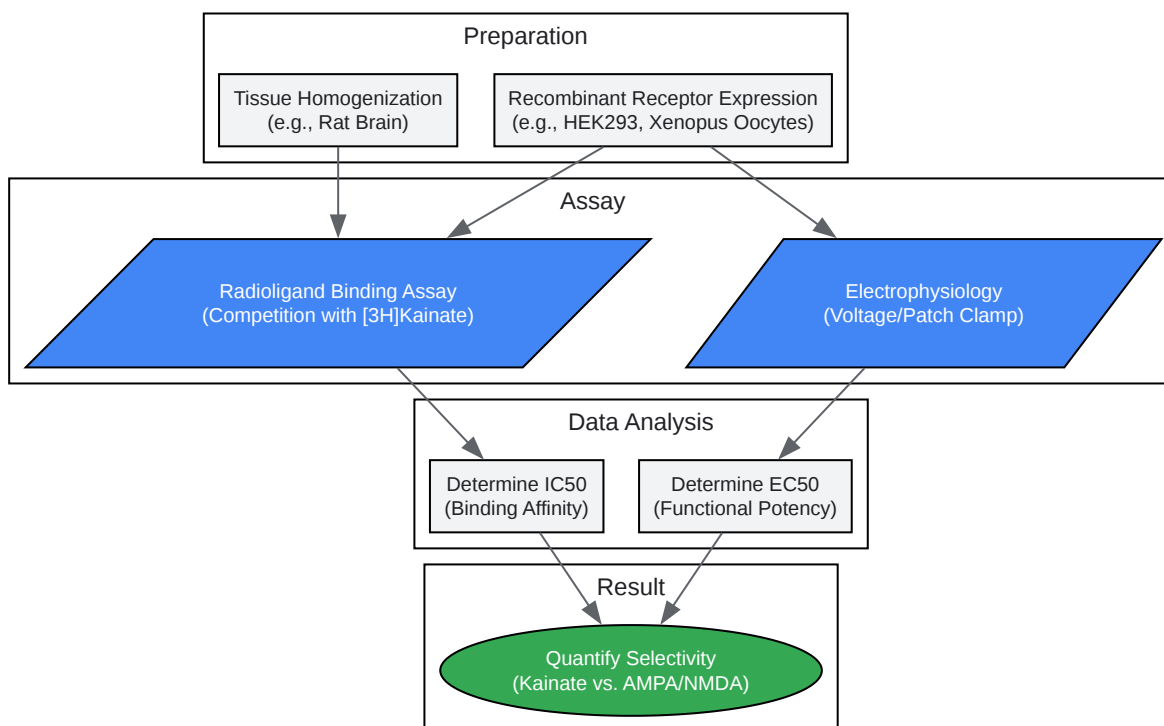 Preparation
Tissue Homogenization
(e.g., Rat Brain)
Recombinant Receptor Expression
(e.g., HEK293, Xenopus Oocytes)
Assay
Radioligand Binding Assay
(Competition with [3H]Kainate)
Electrophysiology
(Voltage/Patch Clamp)
Data Analysis
Determine IC50
(Binding Affinity)
Determine EC50
(Functional Potency)
Result
Quantify Selectivity
(Kainate vs. AMPA/NMDA)